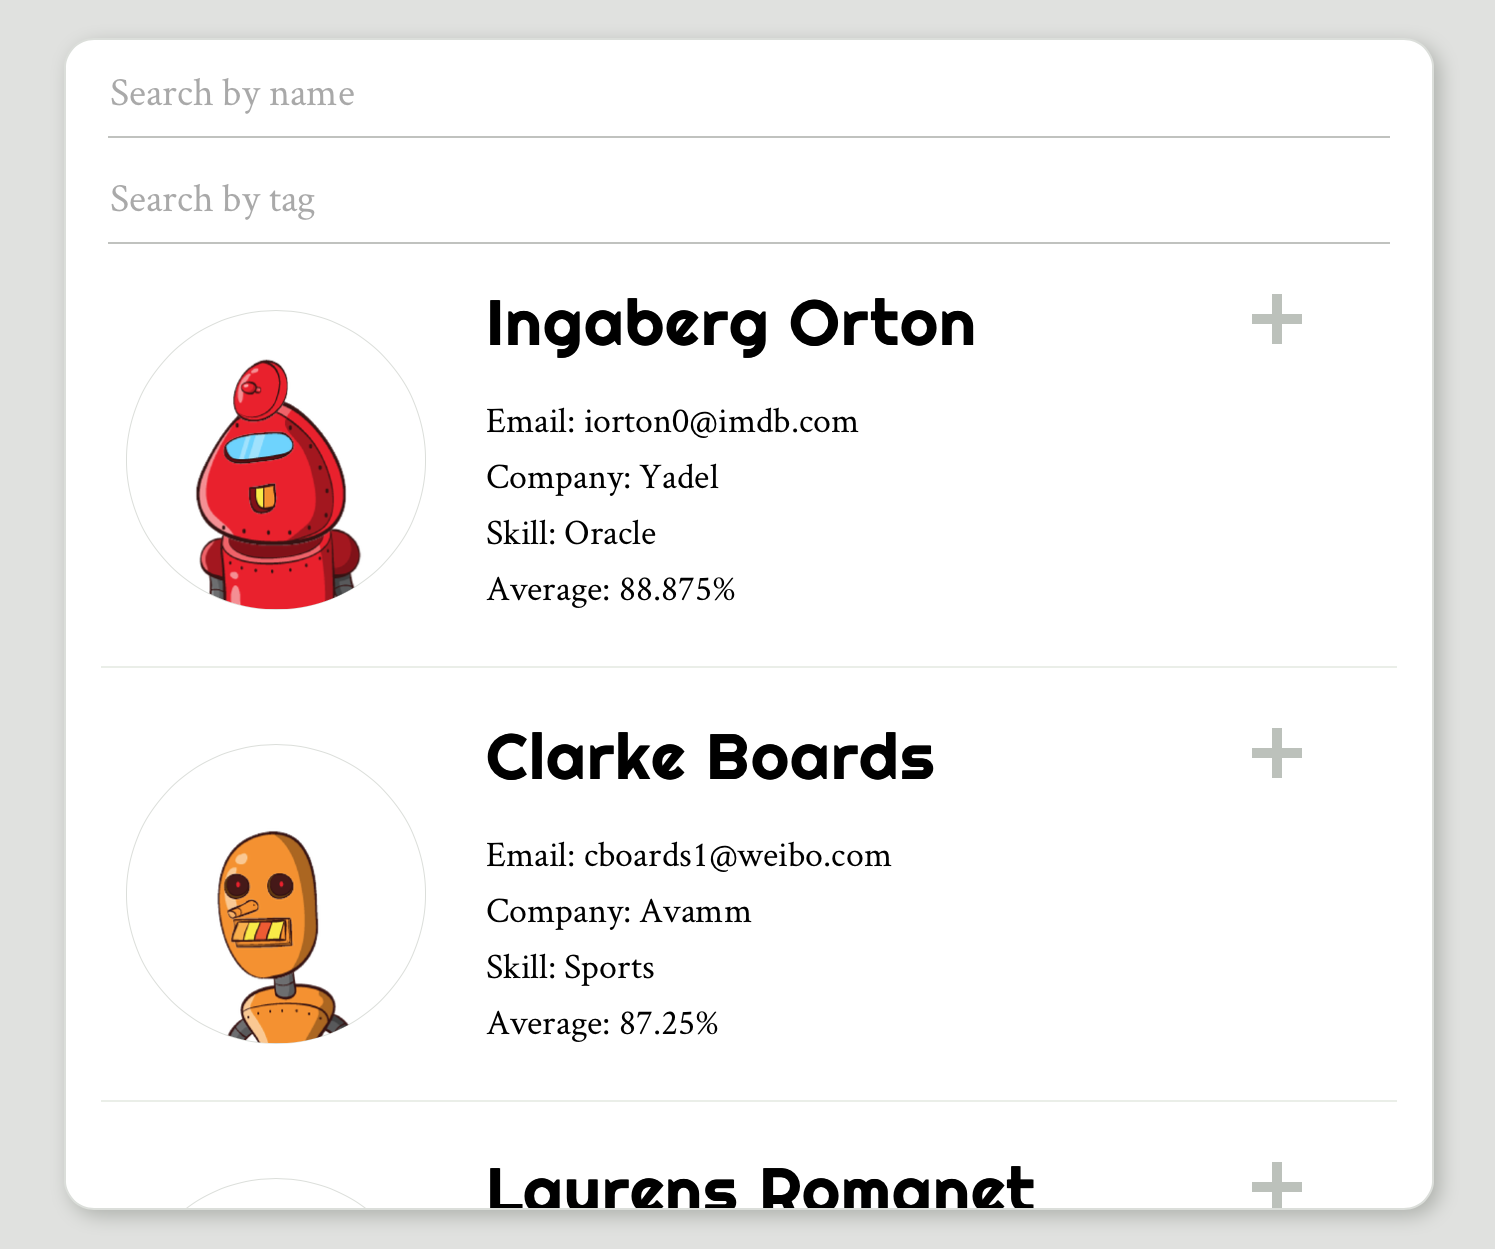 Search by name
Search by tag
Ingaberg Orton
Email: iorton0@imdb.com
Company: Yadel
Skill: Oracle
Average: 88.875%
Clarke Boards
Email: cboards1@weibo.com
Company: Avamm
Skill: Sports
Average: 87.25%
Laurens Romanet